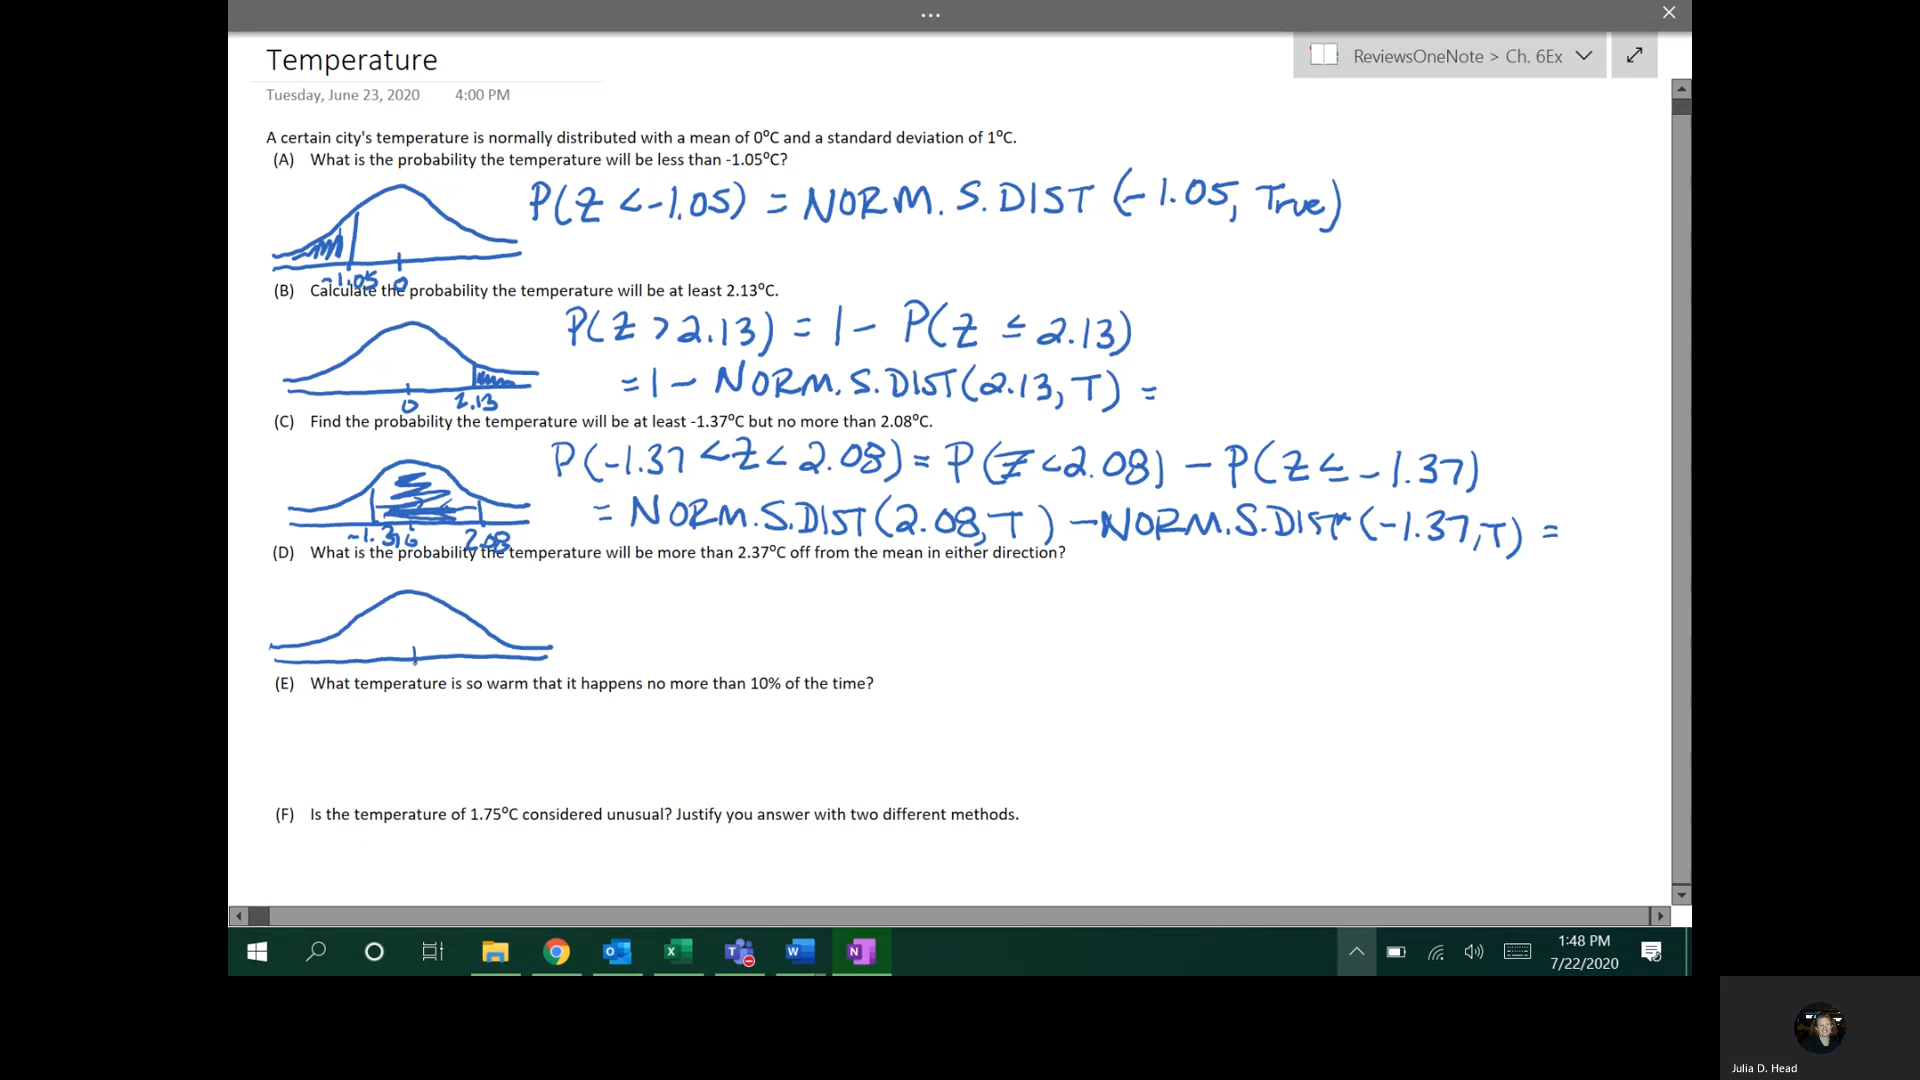 ...
Temperature
ReviewsOneNote > Ch. 6Ex
Tuesday, June 23, 2020 4:00 PM
A certain city's temperature is normally distributed with a mean of 0⁰C and a standard deviation of 1⁰C.
(A) What is the probability the temperature will be less than -1.05⁰C?
P(Z < -1.05) = NORM.S.DIST(-1.05, True)
-1.05 0
(B) Calculate the probability the temperature will be at least 2.13⁰C.
P(Z > 2.13) = 1 - P(Z ≤ 2.13)
= 1 - NORM.S.DIST(2.13, T) =
0 2.13
(C) Find the probability the temperature will be at least -1.37⁰C but no more than 2.08⁰C.
P(-1.37 < Z < 2.08) = P(Z < 2.08) - P(Z ≤ -1.37)
= NORM.S.DIST(2.08, T) - NORM.S.DIST(-1.37, T) =
2.08
(D) What is the probability the temperature will be more than 2.37⁰C off from the mean in either direction?
(E) What temperature is so warm that it happens no more than 10% of the time?
(F) Is the temperature of 1.75⁰C considered unusual? Justify you answer with two different methods.
1:48 PM
7/22/2020
Julia D. Head